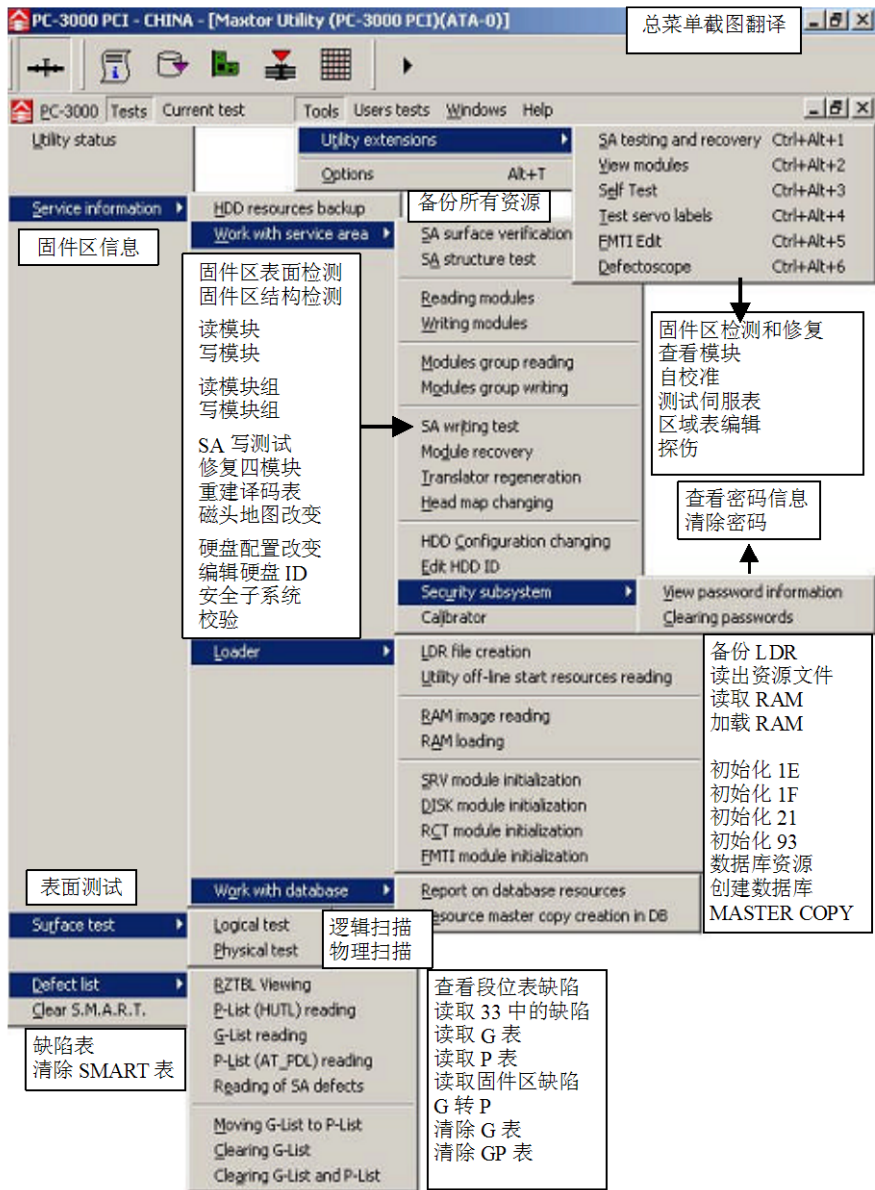 PC-3000 PCI - CHINA - [Maxtor Utility (PC-3000 PCI)(ATA-0)]
总菜单截图翻译
PC-3000 Tests Current test Tools Users tests Windows Help
Utility status
Utility extensions
Options Alt+T
SA testing and recovery Ctrl+Alt+1
View modules Ctrl+Alt+2
Self Test Ctrl+Alt+3
Test servo labels Ctrl+Alt+4
FMTI Edit Ctrl+Alt+5
Defectoscope Ctrl+Alt+6
Service information
固件区信息
HDD resources backup
备份所有资源
Work with service area
SA surface verification
SA structure test
Reading modules
Writing modules
Modules group reading
Modules group writing
SA writing test
Module recovery
Translator regeneration
Head map changing
HDD Configuration changing
Edit HDD ID
Security subsystem
Calibrator
固件区表面检测
固件区结构检测
读模块
写模块
读模块组
写模块组
SA 写测试
修复四模块
重建译码表
磁头地图改变
硬盘配置改变
编辑硬盘 ID
安全子系统
校验
固件区检测和修复
查看模块
自校准
测试伺服表
区域表编辑
探伤
查看密码信息
清除密码
View password information
Clearing passwords
Loader
LDR file creation
Utility off-line start resources reading
RAM image reading
RAM loading
SRV module initialization
DISK module initialization
RCT module initialization
FMTI module initialization
备份 LDR
读出资源文件
读取 RAM
加载 RAM
初始化 1E
初始化 1F
初始化 21
初始化 93
数据库资源
创建数据库
MASTER COPY
表面测试
Work with database
Report on database resources
esource master copy creation in DB
Surface test
Logical test
Physical test
逻辑扫描
物理扫描
Defect list
Clear S.M.A.R.T.
缺陷表
清除 SMART 表
RZTBL Viewing
P-List (HUTL) reading
G-List reading
P-List (AT_PDL) reading
Reading of SA defects
Moving G-List to P-List
Clearing G-List
Clearing G-List and P-List
查看段位表缺陷
读取 33 中的缺陷
读取 G 表
读取 P 表
读取固件区缺陷
G 转 P
清除 G 表
清除 GP 表